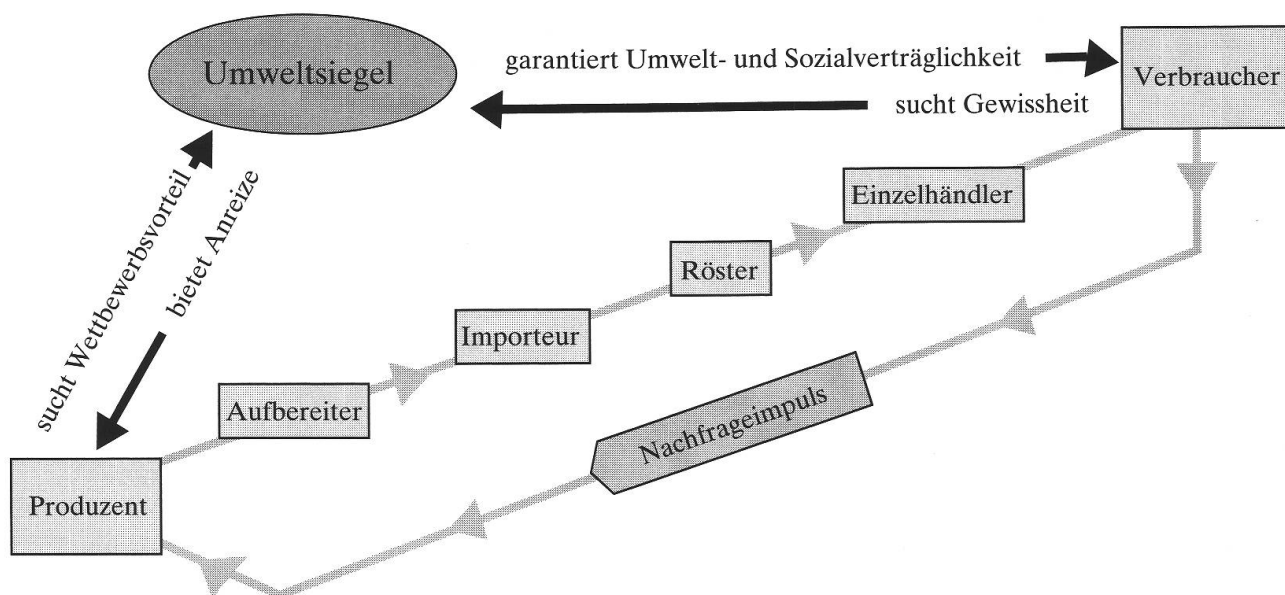 Umweltsiegel
garantiert Umwelt- und Sozialverträglichkeit
Verbraucher
sucht Gewissheit
sucht Wettbewerbsvorteil
bietet Anreize
Einzelhändler
Röster
Importeur
Aufbereiter
Nachfrageimpuls
Produzent